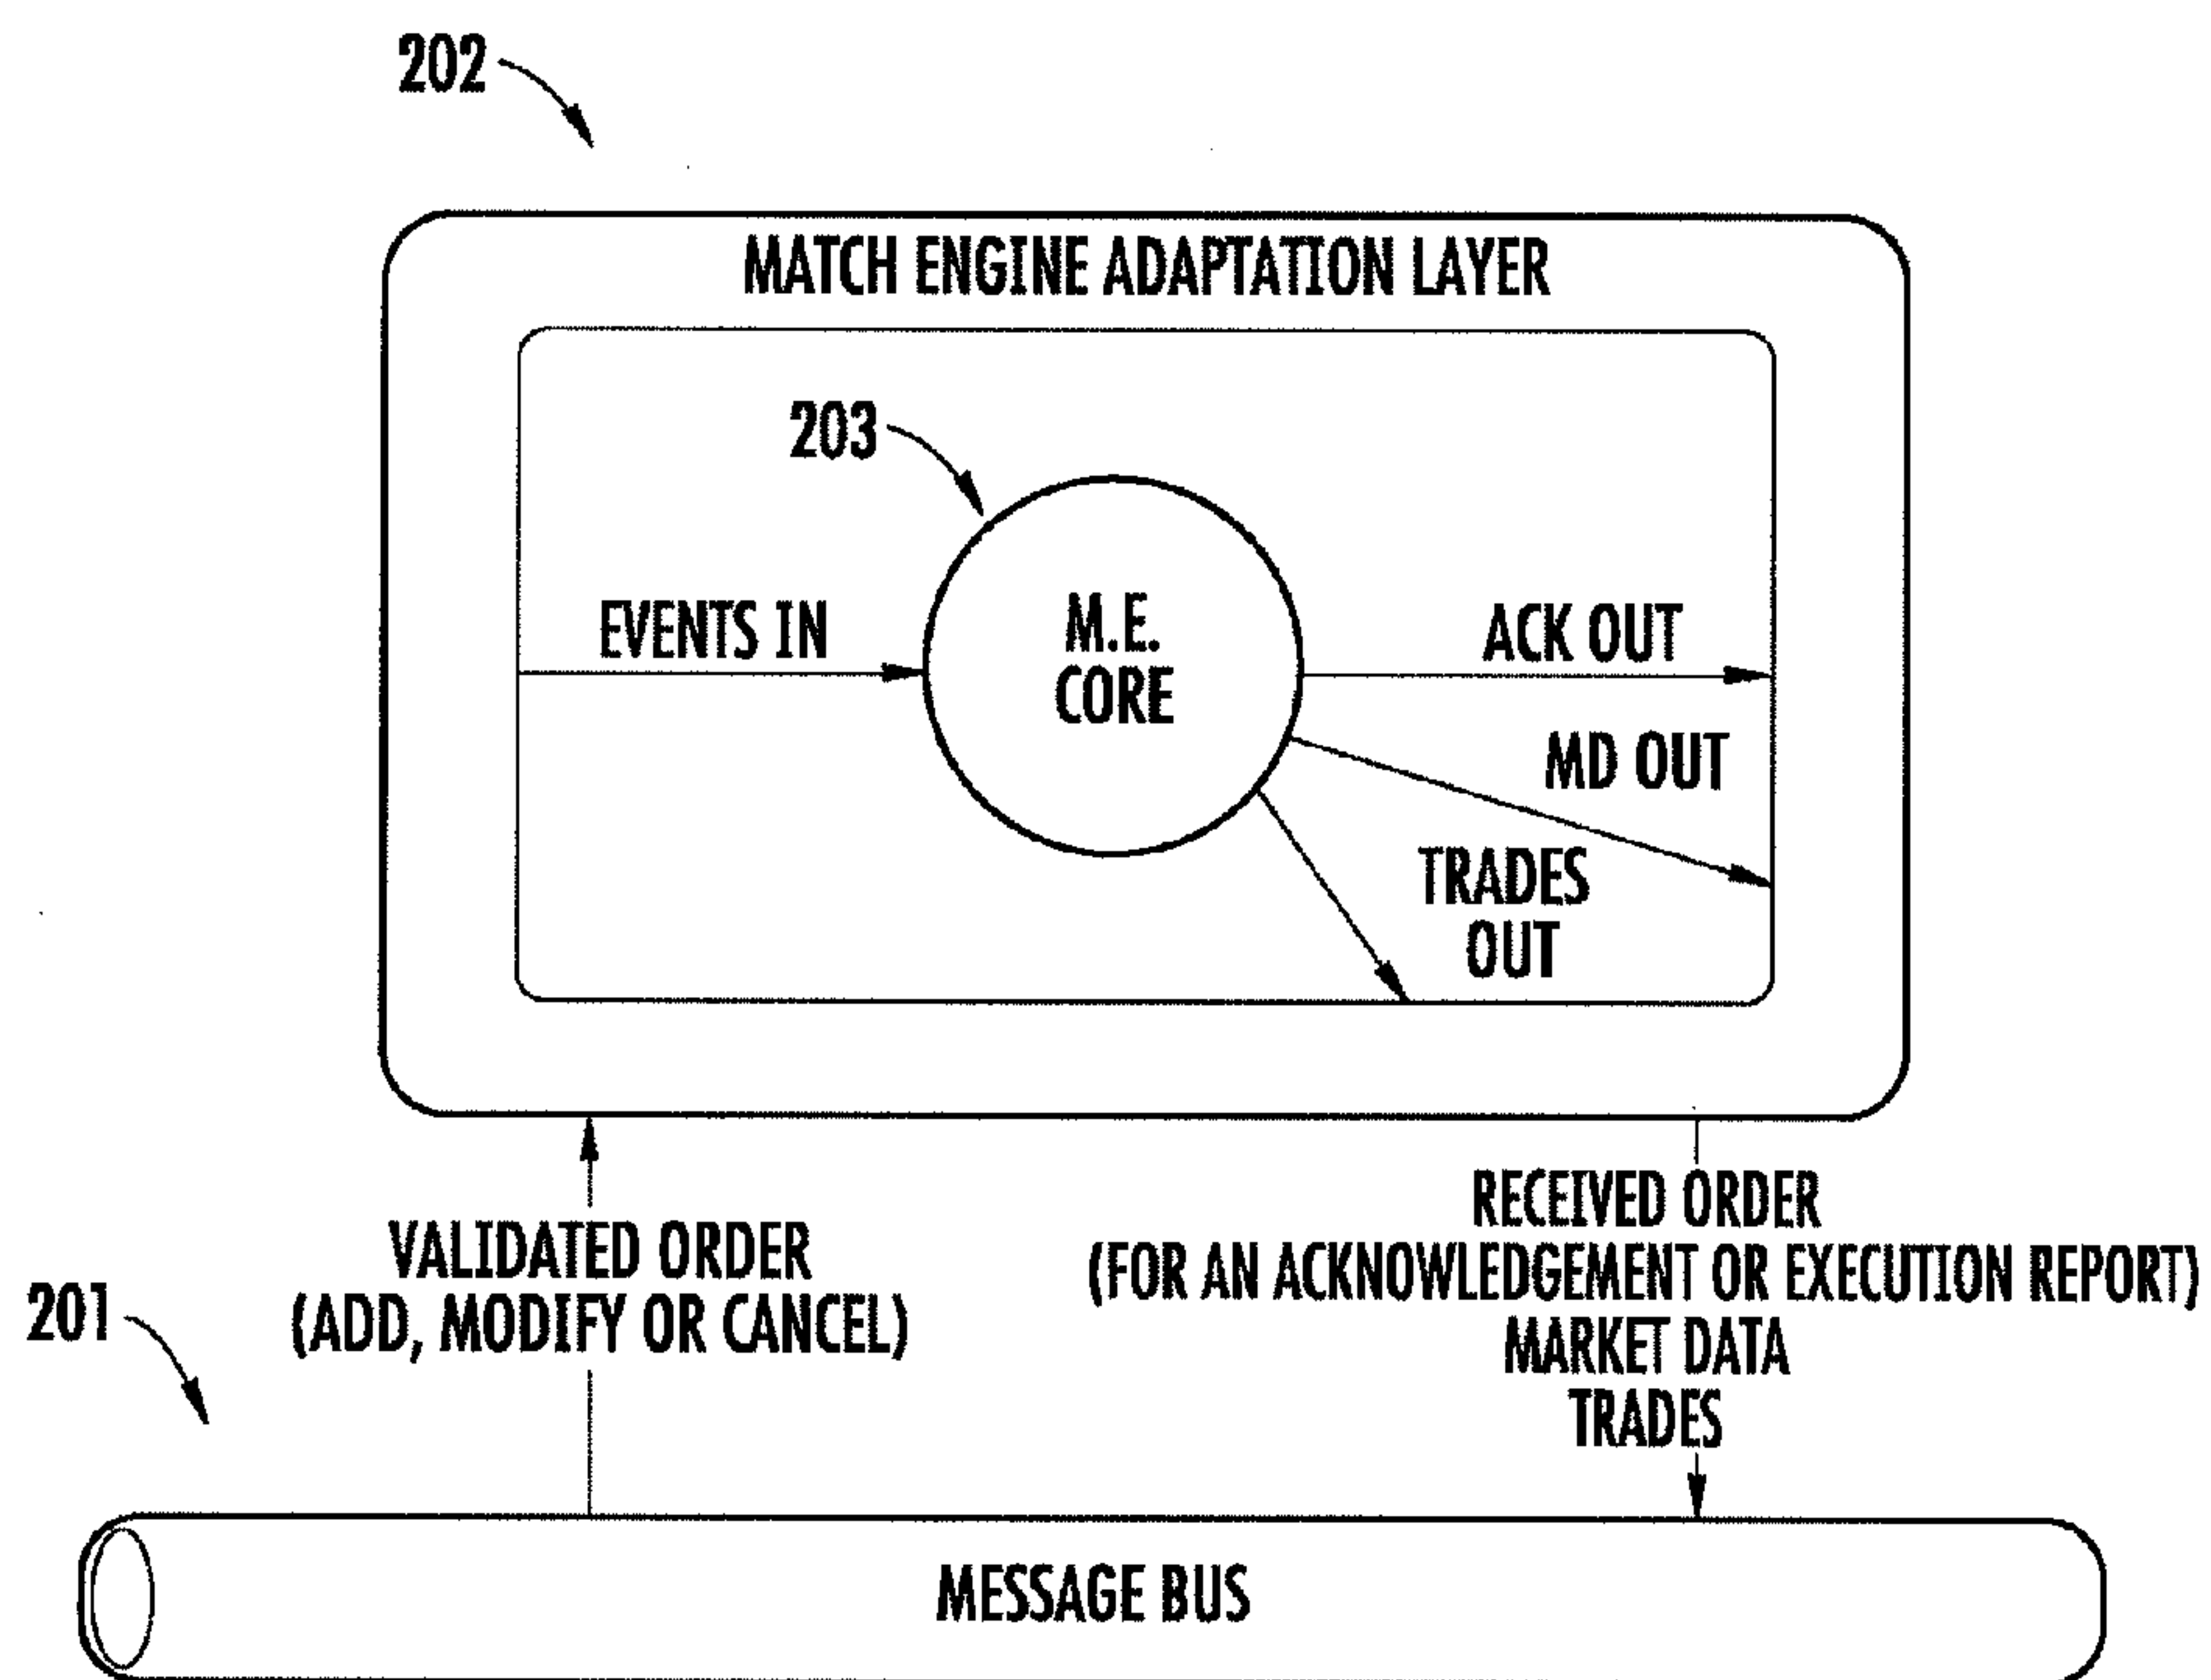 202
MATCH ENGINE ADAPTATION LAYER
203
EVENTS IN
M.E.
CORE
ACK OUT
MD OUT
TRADES
OUT
VALIDATED ORDER
(ADD, MODIFY OR CANCEL)
RECEIVED ORDER
(FOR AN ACKNOWLEDGEMENT OR EXECUTION REPORT)
MARKET DATA
TRADES
201
MESSAGE BUS